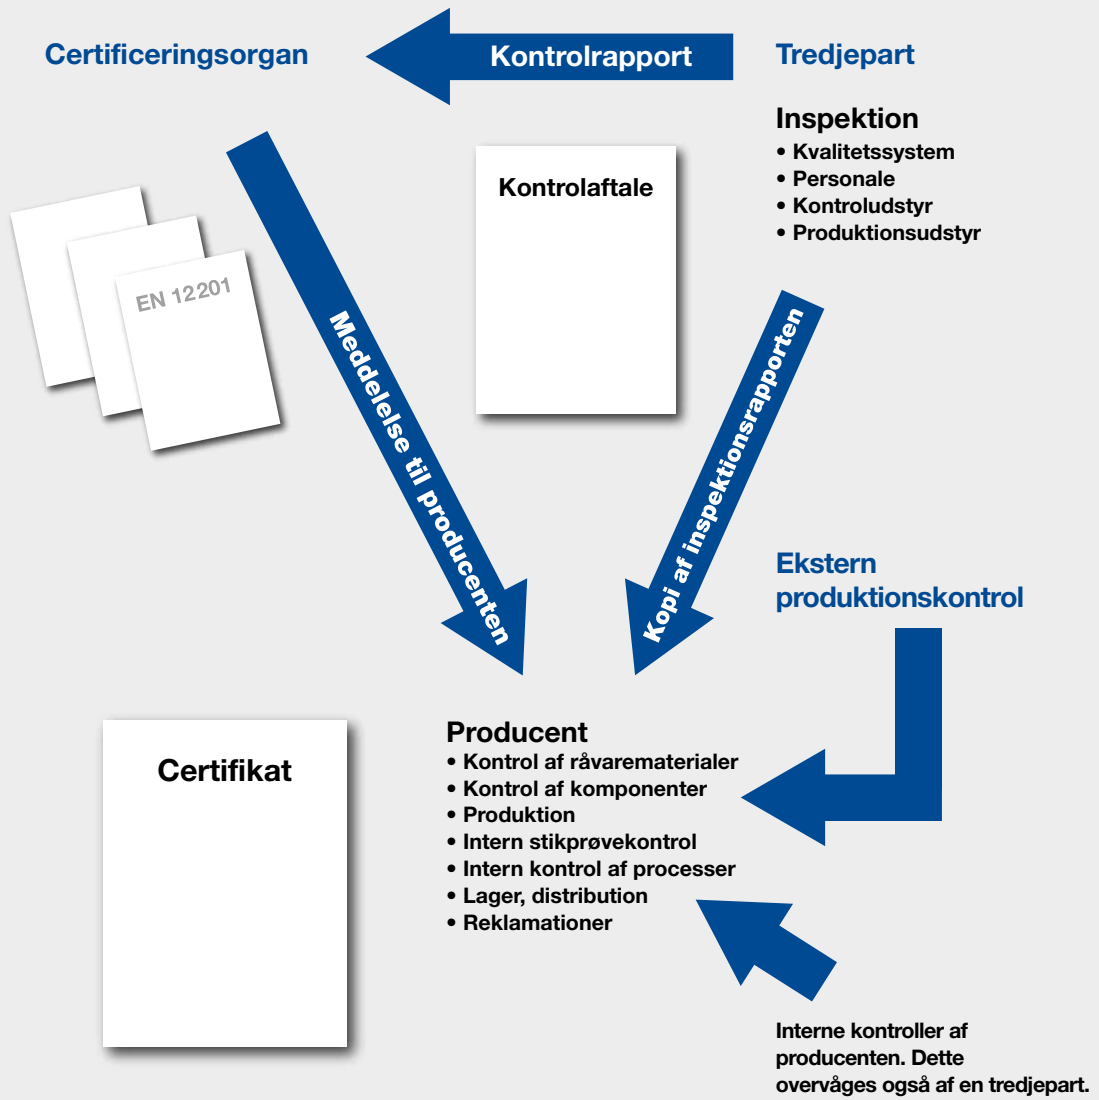 Certificeringsorgan
Kontrolrapport
Tredjepart
Inspektion
• Kvalitetssystem
• Personale
• Kontroludstyr
• Produktionsudstyr
Kontrolaftale
EN 12201
Meddelelse til producenten
Kopi af inspektionsrapporten
Ekstern
produktionskontrol
Certifikat
Producent
• Kontrol af råvarematerialer
• Kontrol af komponenter
• Produktion
• Intern stikprøvekontrol
• Intern kontrol af processer
• Lager, distribution
• Reklamationer
Interne kontroller af
producenten. Dette
overvåges også af en tredjepart.